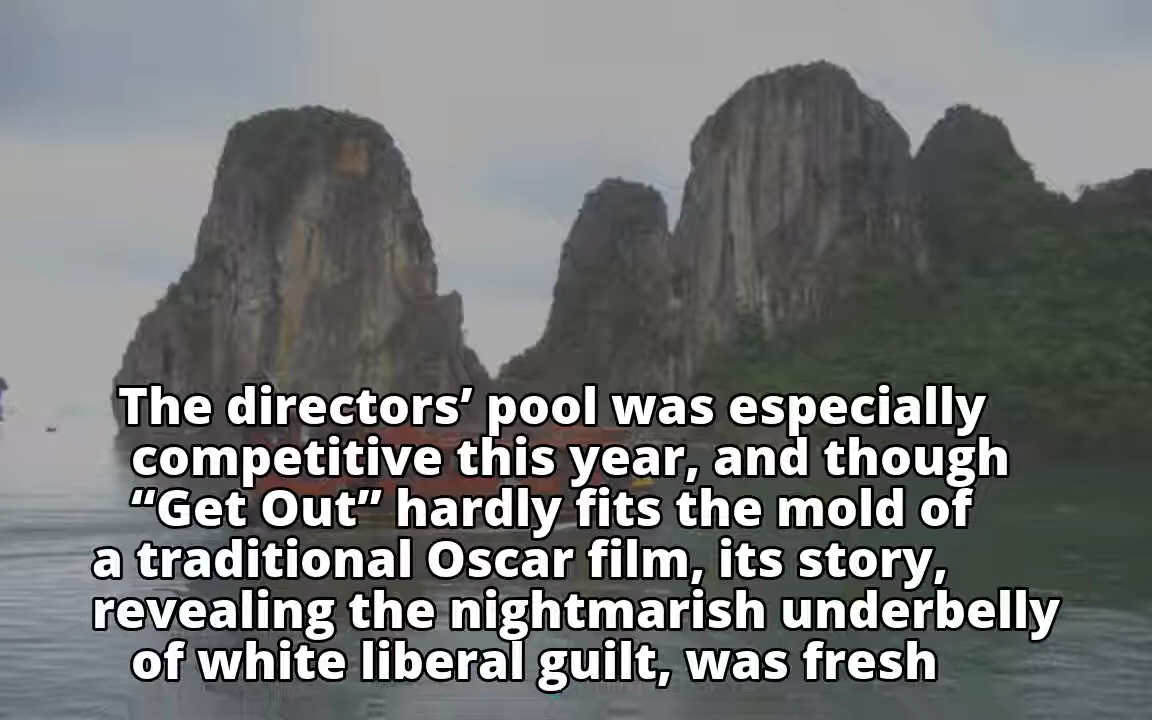 The directors’ pool was especially
competitive this year, and though
“Get Out” hardly fits the mold of
a traditional Oscar film, its story,
revealing the nightmarish underbelly
of white liberal guilt, was fresh